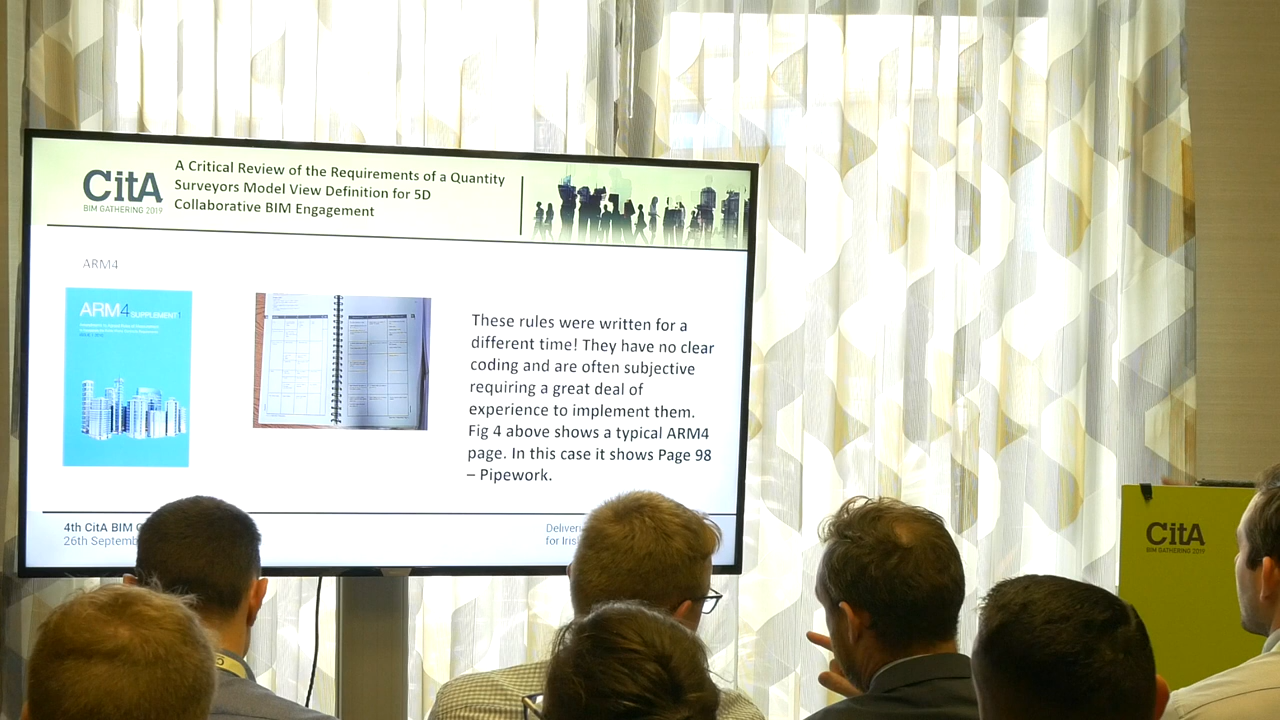 CitA
BIM GATHERING 2019
A Critical Review of the Requirements of a Quantity
Surveyors Model View Definition for 5D
Collaborative BIM Engagement
ARM4
ARM4 SUPPLEMENT 1
These rules were written for a
different time! They have no clear
coding and are often subjective
requiring a great deal of
experience to implement them.
Fig 4 above shows a typical ARM4
page. In this case it shows Page 98
– Pipework.
4th CitA BIM
26th Septemb
Deliver
for Iris
CitA
BIM GATHERING 2019